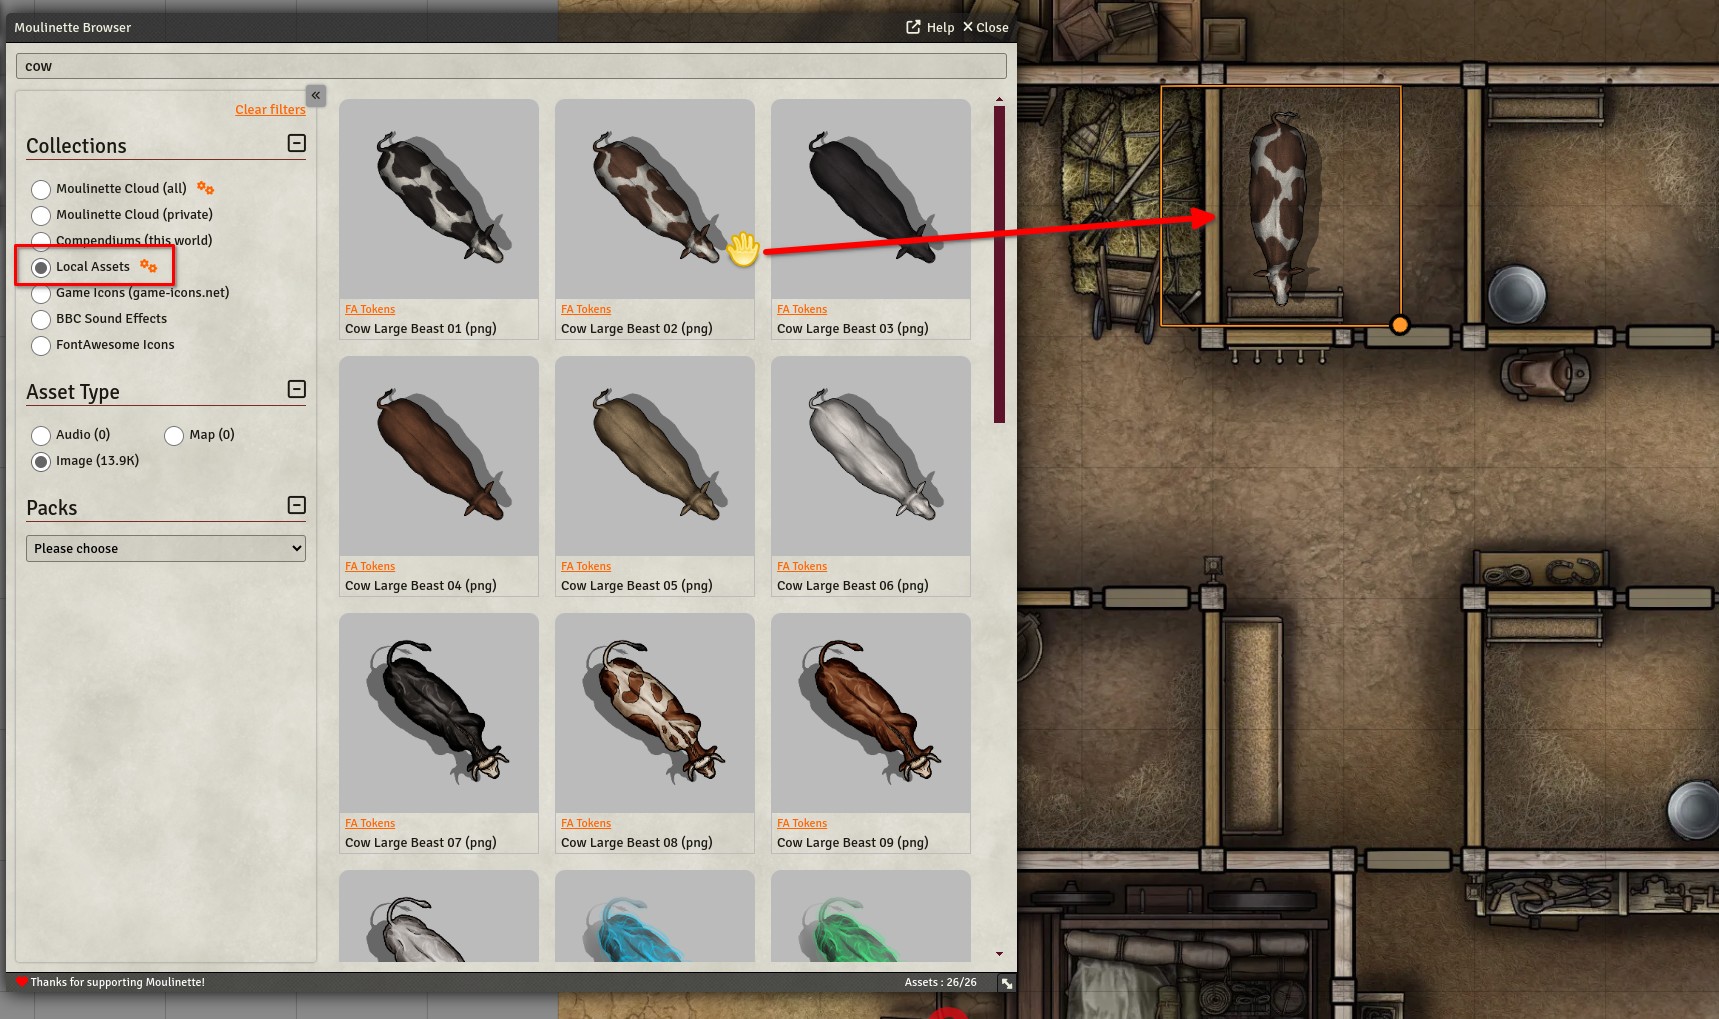 Moulinette Browser
Help Close
cow
Clear filters
Collections
Moulinette Cloud (all)
Moulinette Cloud (private)
Compendiums (this world)
Local Assets
Game Icons (game-icons.net)
BBC Sound Effects
FontAwesome Icons
Asset Type
Audio (0) Map (0)
Image (13.9K)
Packs
Please choose
FA Tokens
Cow Large Beast 01 (png)
FA Tokens
Cow Large Beast 02 (png)
FA Tokens
Cow Large Beast 03 (png)
FA Tokens
Cow Large Beast 04 (png)
FA Tokens
Cow Large Beast 05 (png)
FA Tokens
Cow Large Beast 06 (png)
FA Tokens
Cow Large Beast 07 (png)
FA Tokens
Cow Large Beast 08 (png)
FA Tokens
Cow Large Beast 09 (png)
Thanks for supporting Moulinette!
Assets : 26/26